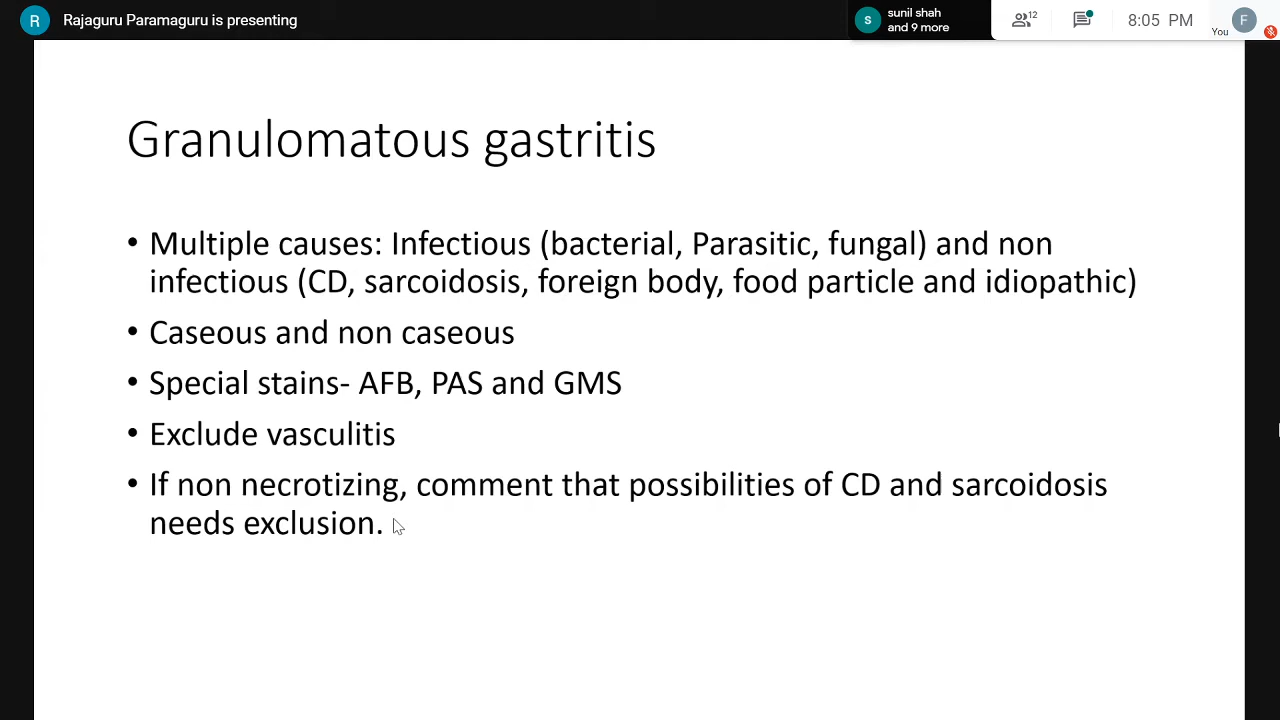 R Rajaguru Paramaguru is presenting
s sunil shah
and 9 more
12
8:05 PM
You
F
Granulomatous gastritis
• Multiple causes: Infectious (bacterial, Parasitic, fungal) and non
infectious (CD, sarcoidosis, foreign body, food particle and idiopathic)
• Caseous and non caseous
• Special stains- AFB, PAS and GMS
• Exclude vasculitis
• If non necrotizing, comment that possibilities of CD and sarcoidosis
needs exclusion.